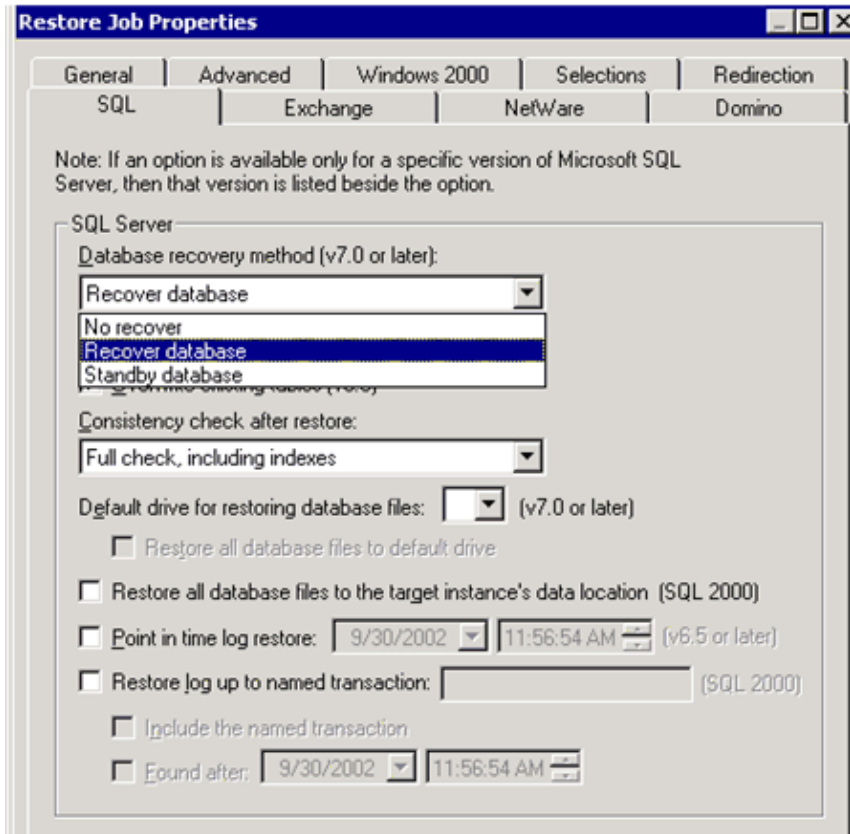 Restore Job Properties
General Advanced Windows 2000 Selections Redirection
SQL Exchange NetWare Domino
Note: If an option is available only for a specific version of Microsoft SQL
Server, then that version is listed beside the option.
SQL Server
Database recovery method (v7.0 or later):
Recover database
No recover
Recover database
Standby database
Consistency check after restore:
Full check, including indexes
Default drive for restoring database files: (v7.0 or later)
Restore all database files to default drive
Restore all database files to the target instance's data location (SQL 2000)
Point in time log restore: 9/30/2002 11:56:54 AM (v6.5 or later)
Restore log up to named transaction: (SQL 2000)
Include the named transaction
Found after: 9/30/2002 11:56:54 AM